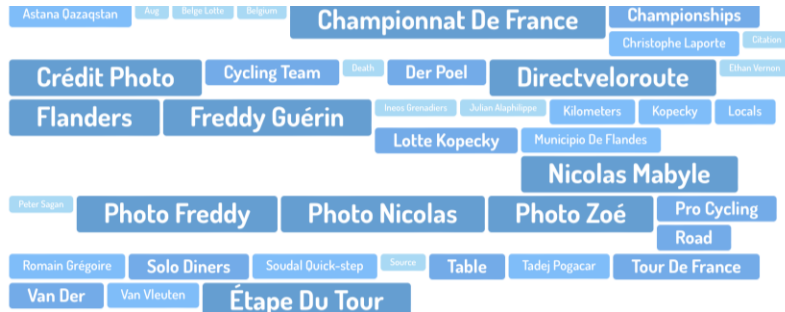 Astana Qazaqstan Aug Belge Lotte Belgium Championnat De France Championships
Christophe Laporte Citation
Crédit Photo Cycling Team Death Der Poel Directveloroute Ethan Vernon
Flanders Freddy Guérin Ineos Grenadiers Julian Alaphilippe Kilometers Kopecky Locals
Lotte Kopecky Municipio De Flandes
Nicolas Mabyle
Peter Sagan Photo Freddy Photo Nicolas Photo Zoé Pro Cycling
Road
Romain Grégoire Solo Diners Soudal Quick-step Source Table Tadej Pogacar Tour De France
Van Der Van Vleuten Étape Du Tour